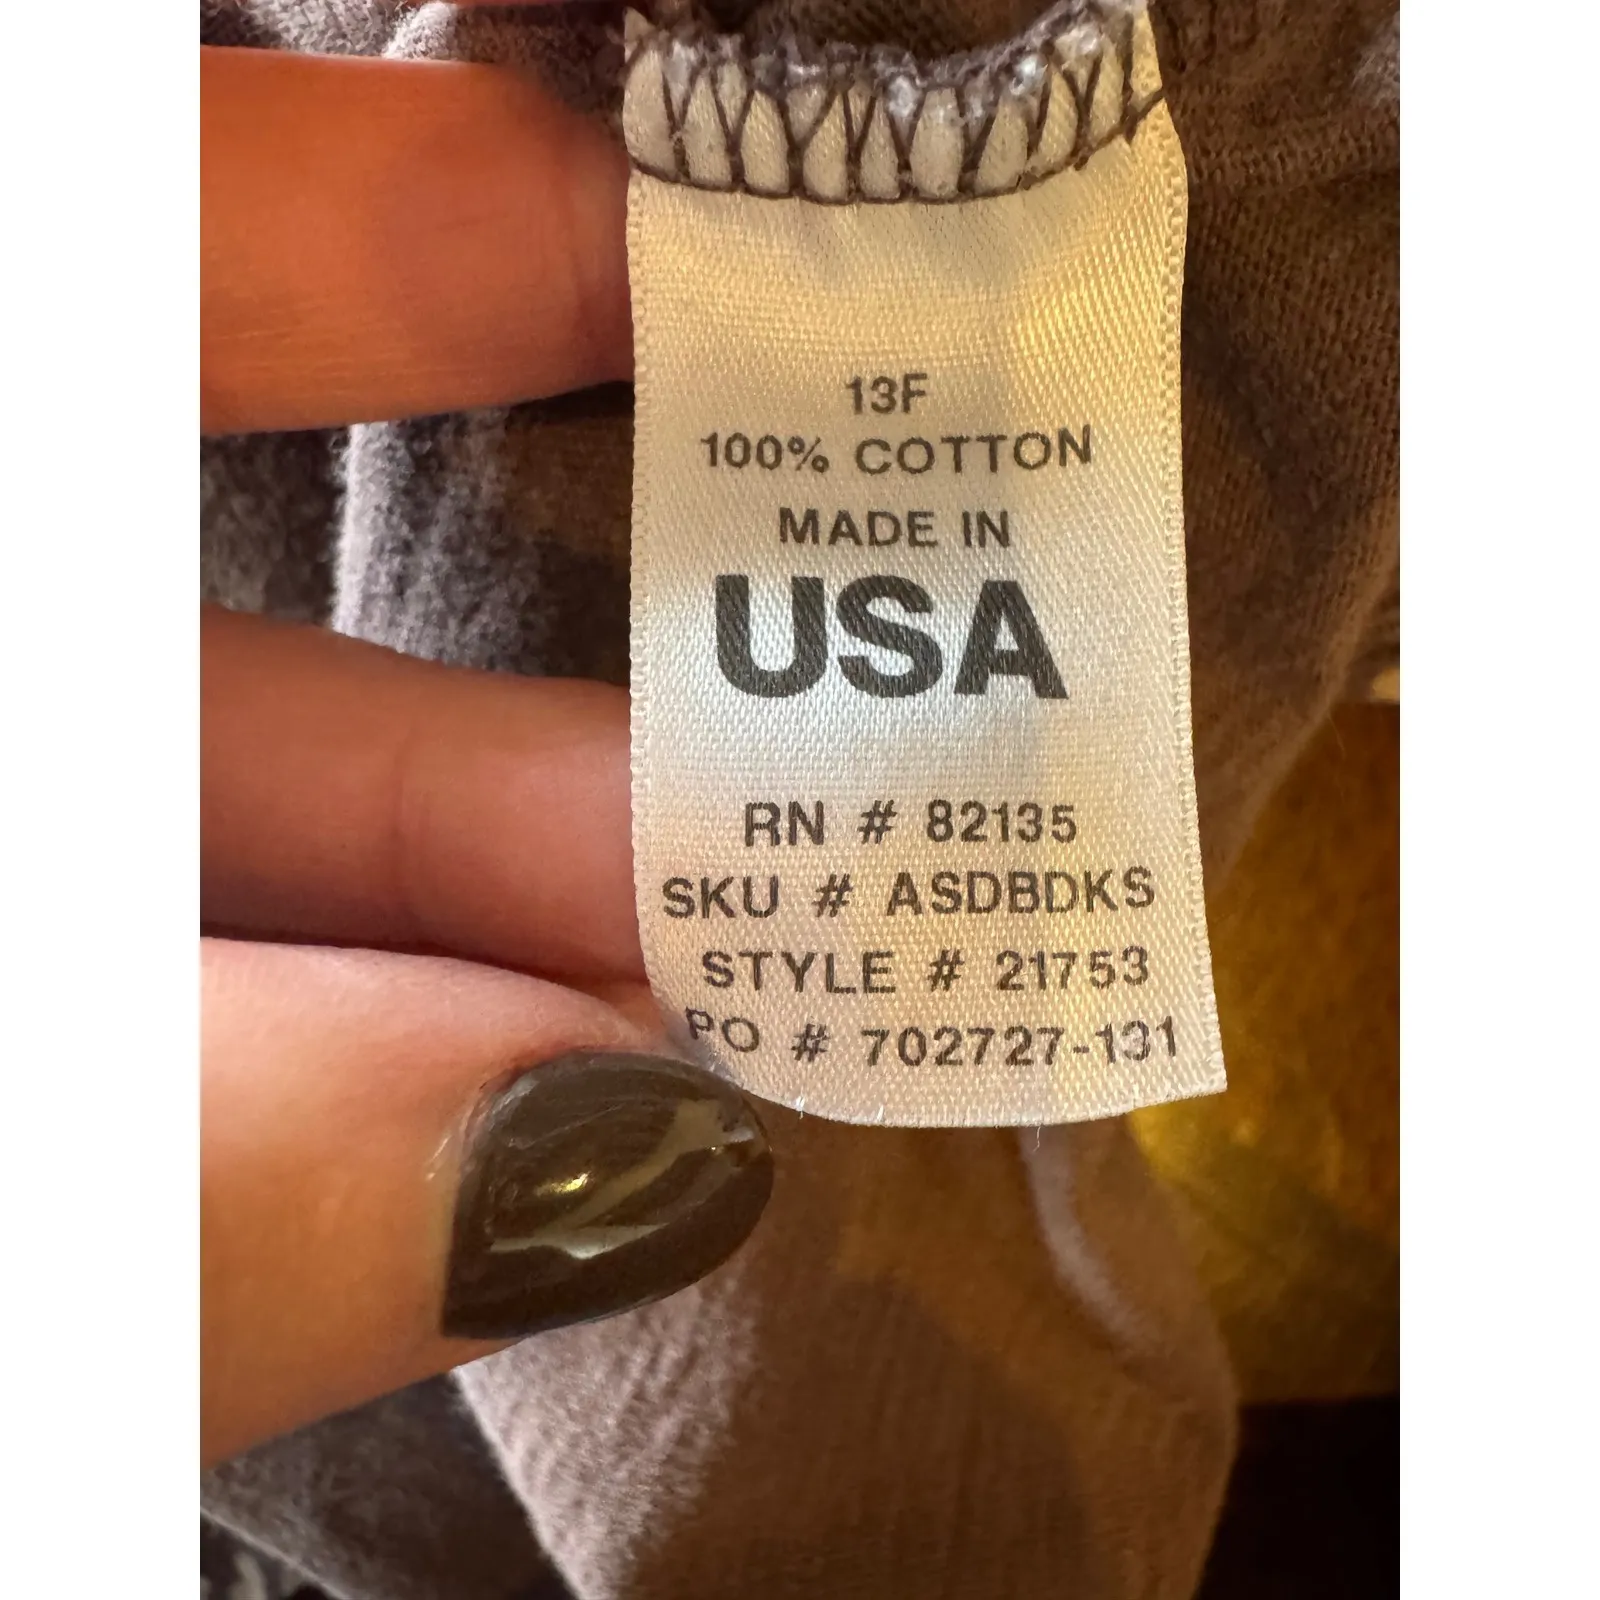 13F
100% COTTON
MADE IN
USA
RN # 82135
SKU # ASDBDKS
STYLE # 21753
PO # 702727-131